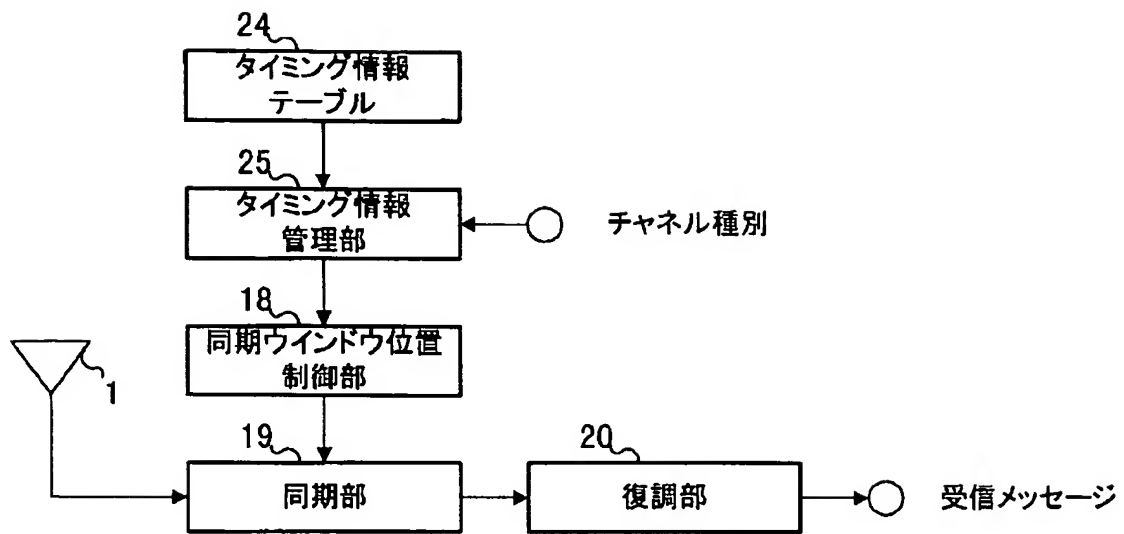 24
タイミング情報
テーブル
25
タイミング情報
管理部
チャネル種別
18
同期ウインドウ位置
制御部
1
19
同期部
20
復調部
受信メッセージ